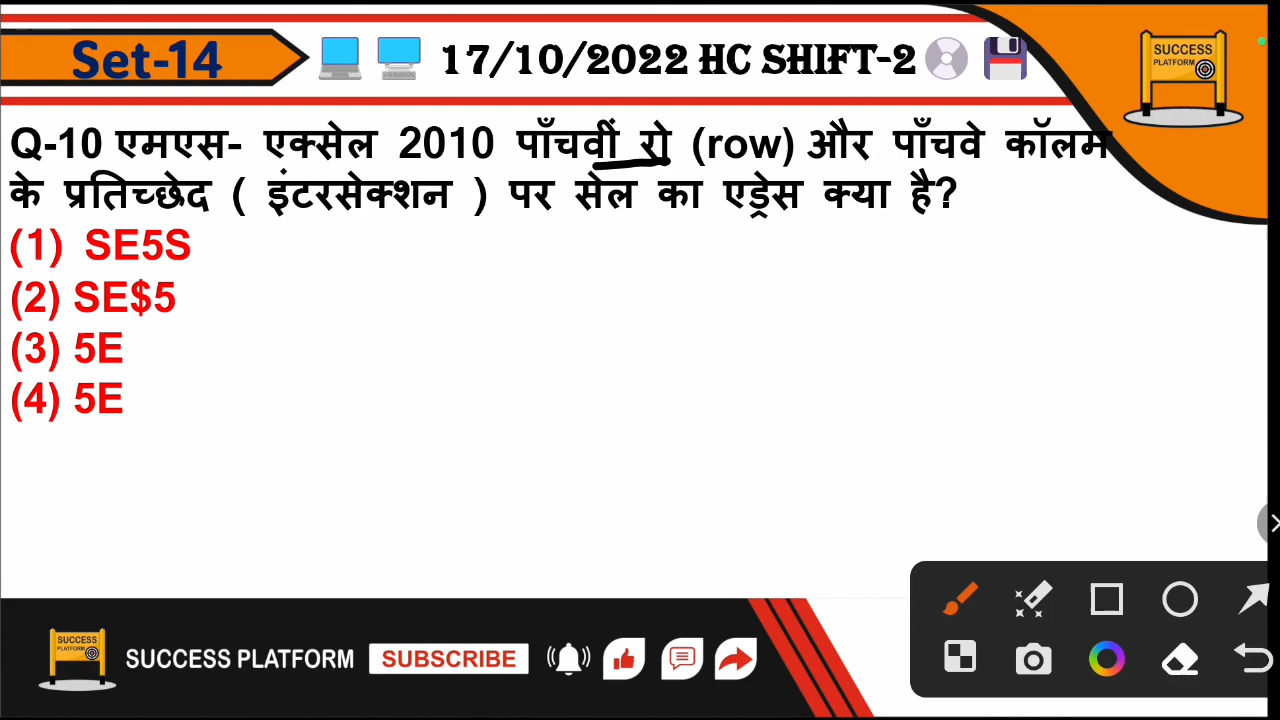 Set-14
17/10/2022 HC SHIFT-2
SUCCESS
PLATFORM
Q-10 एमएस- एक्सेल 2010 पाँचवीं रो (row) और पाँचवे कॉलम
के प्रतिच्छेद ( इंटरसेक्शन ) पर सेल का एड्रेस क्या है?
(1) SE5S
(2) SE$5
(3) 5E
(4) 5E
SUCCESS
PLATFORM
SUCCESS PLATFORM
SUBSCRIBE